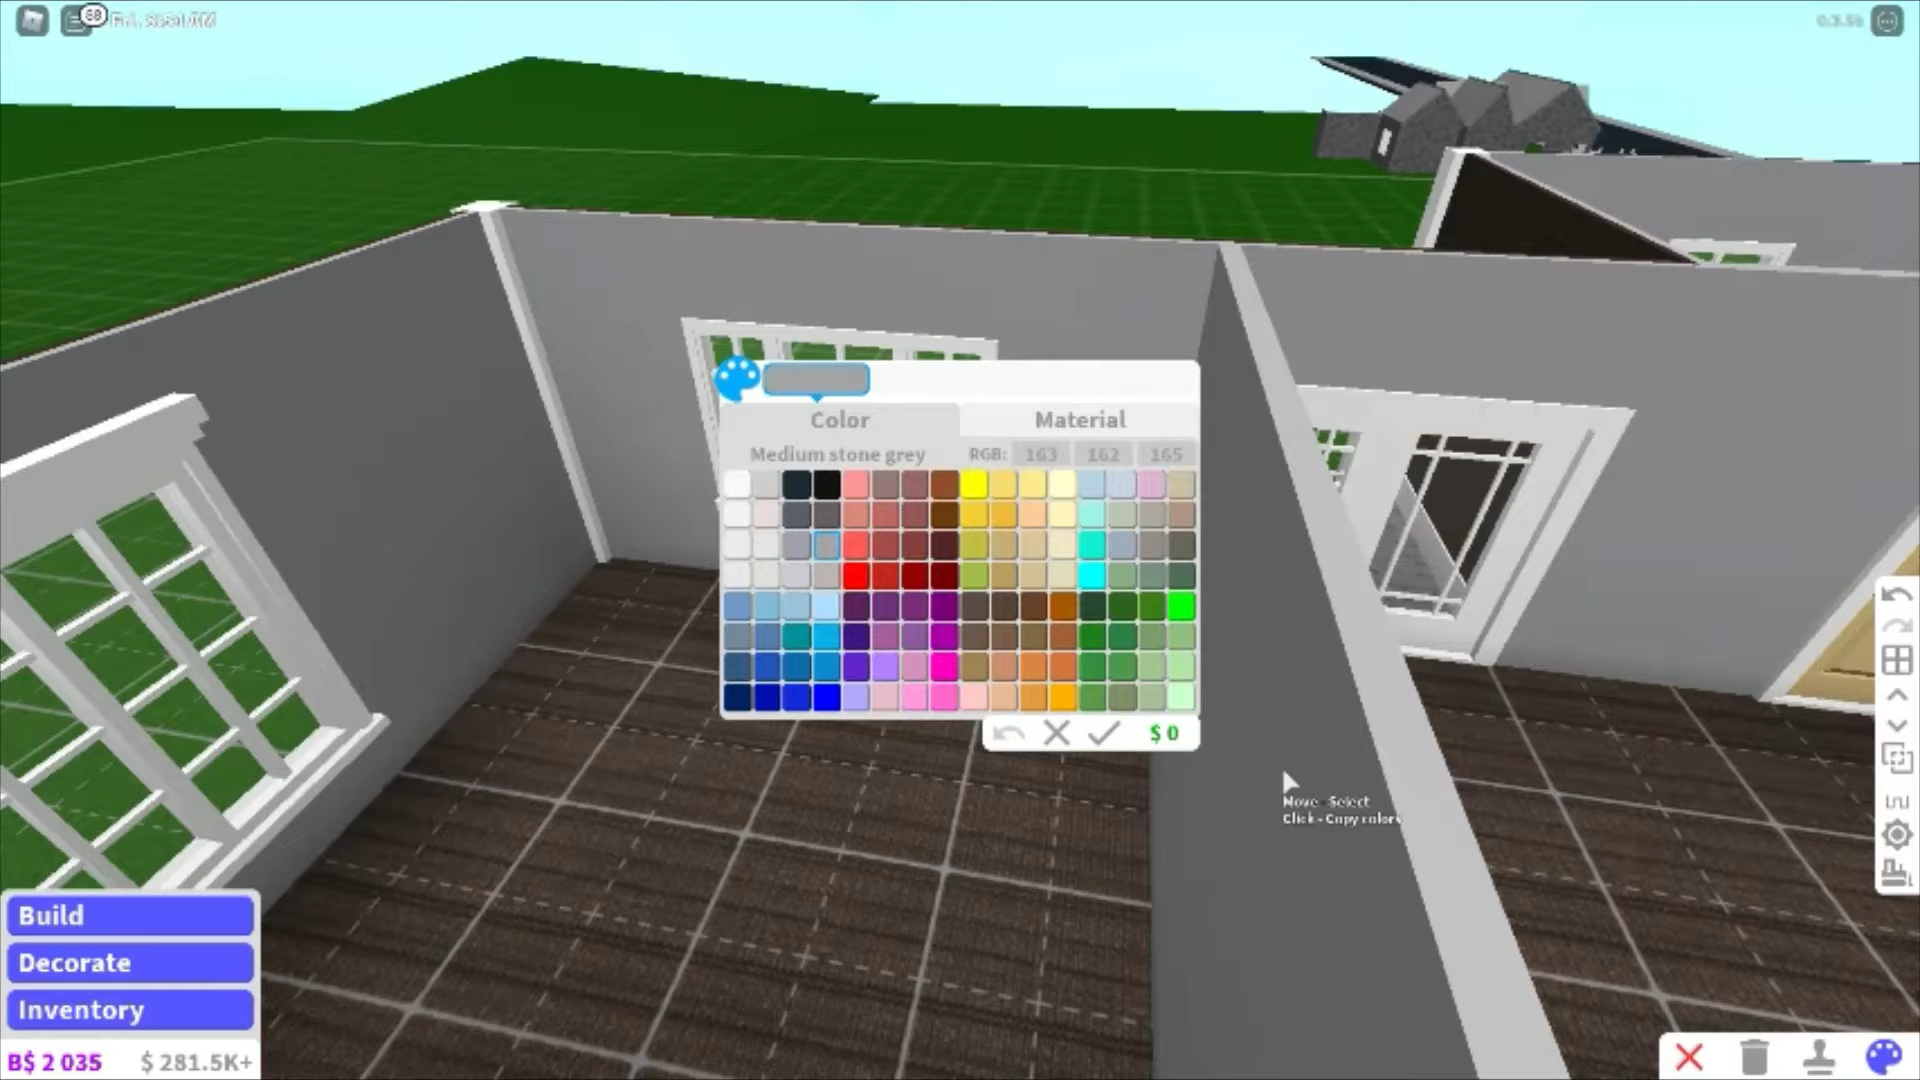 88
Color
Material
Medium stone grey
RGB: 163 162 165
$ 0
Move - Select
Click - Copy colors
Build
Decorate
Inventory
B$ 2 035
$ 281.5K+